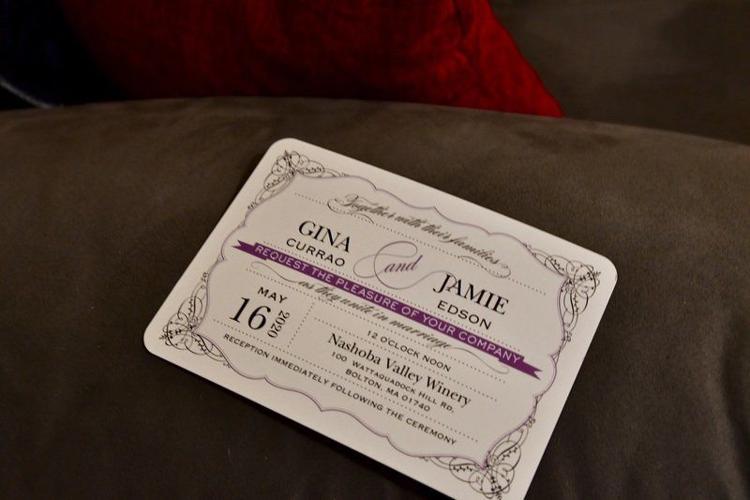 Together with their families
GINA
CURRAO
and
JAMIE
EDSON
REQUEST THE PLEASURE OF YOUR COMPANY
as they unite in marriage
MAY
16
2020
12 O'CLOCK NOON
Nashoba Valley Winery
100 WATTAQUADOCK HILL RD.
BOLTON, MA 01740
RECEPTION IMMEDIATELY FOLLOWING THE CEREMONY